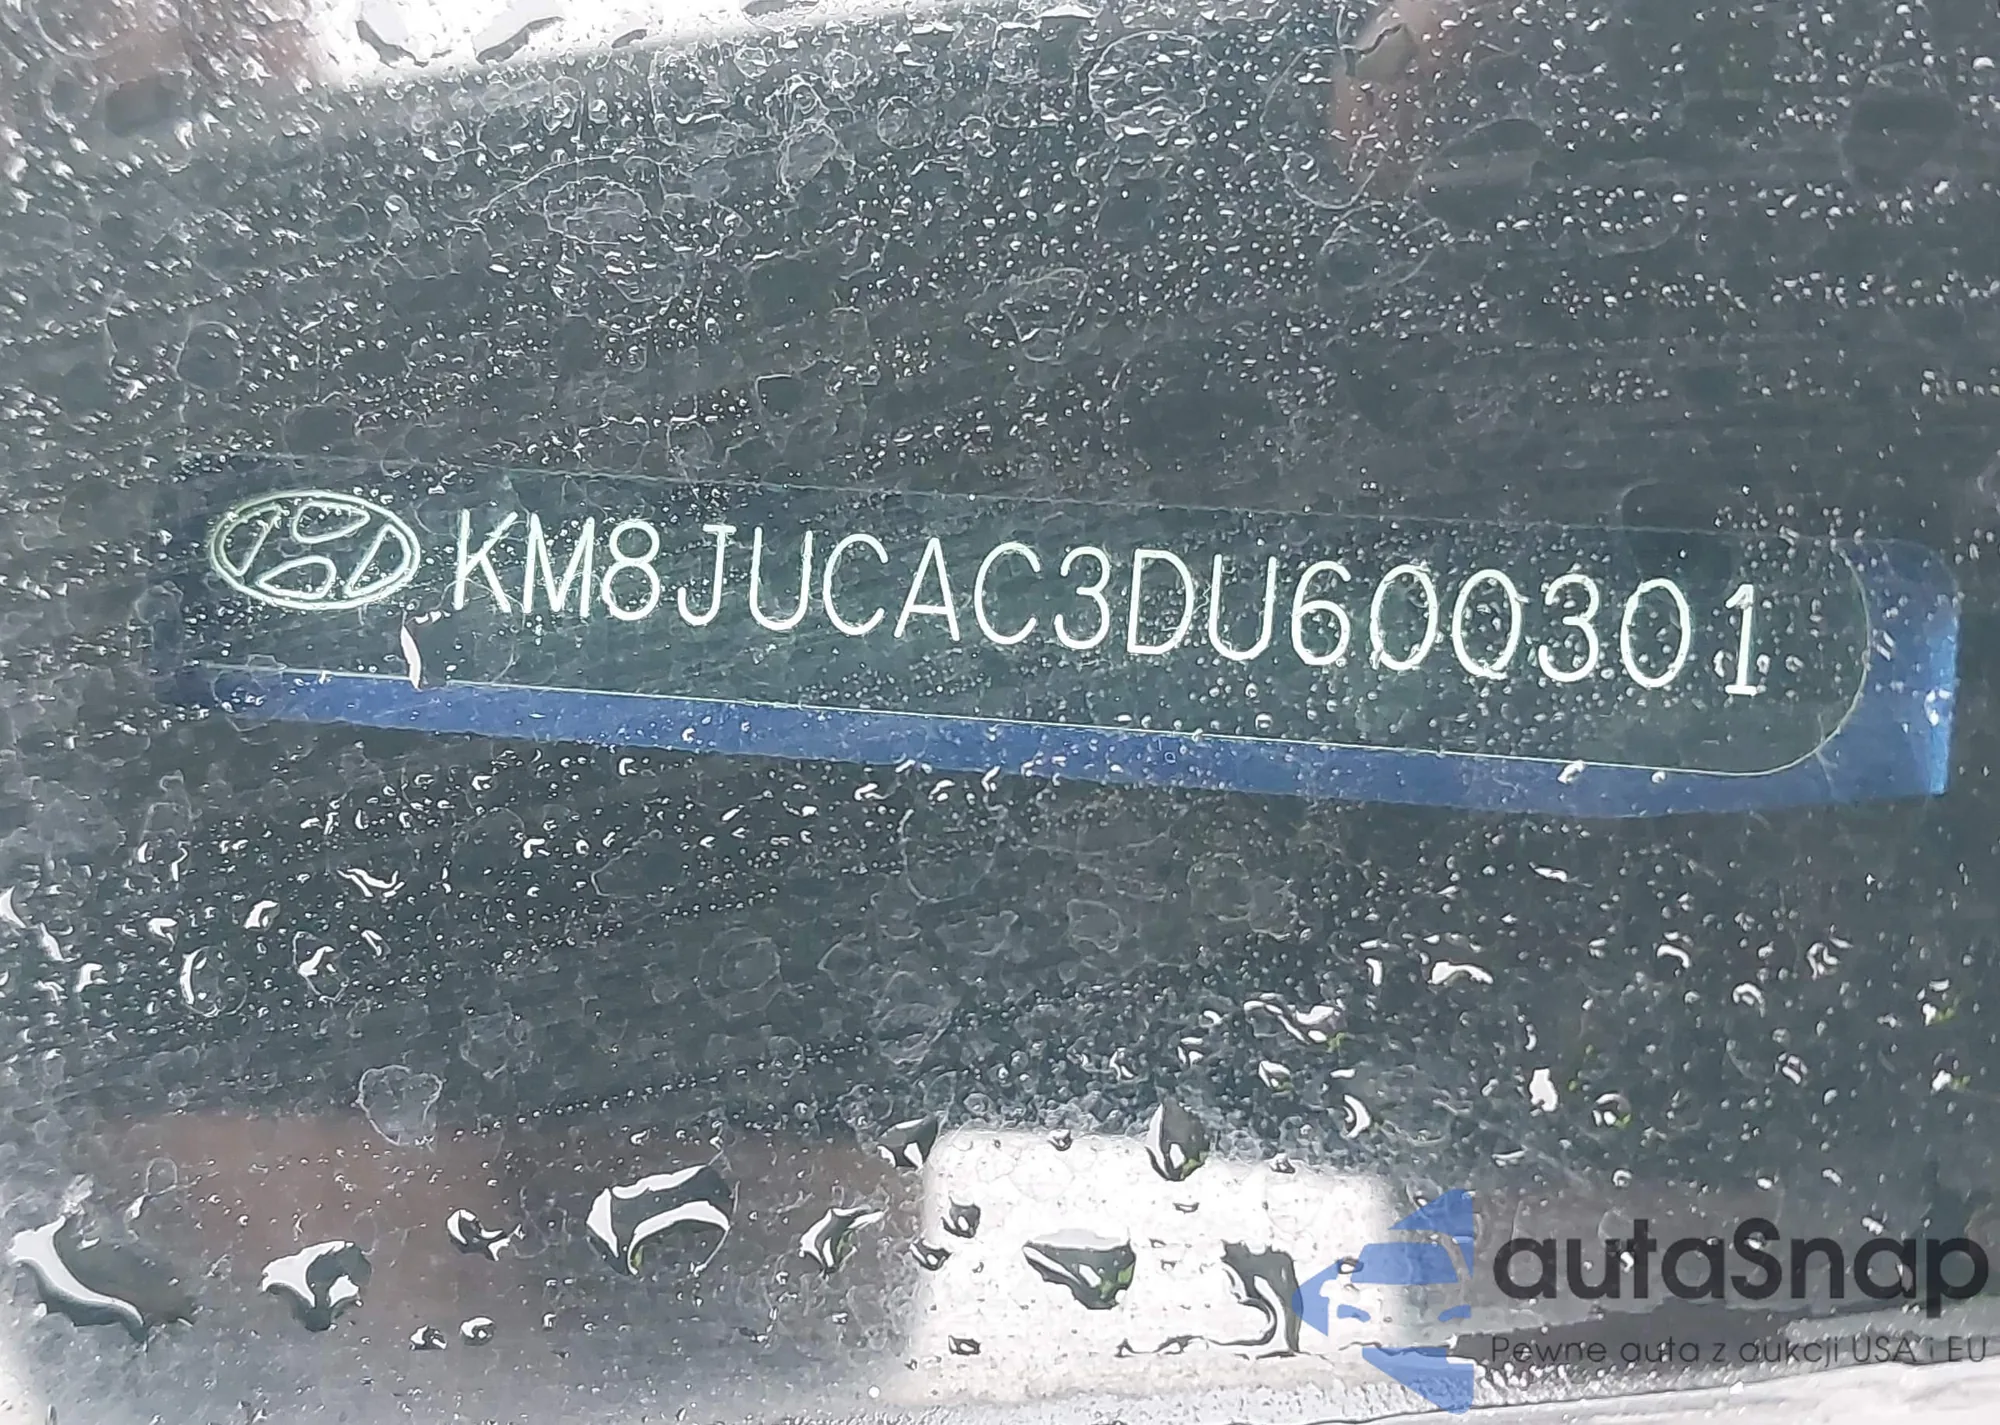 KM8JUCAC3DU600301
autaSnap
Pewne auta z aukcji USA i EU